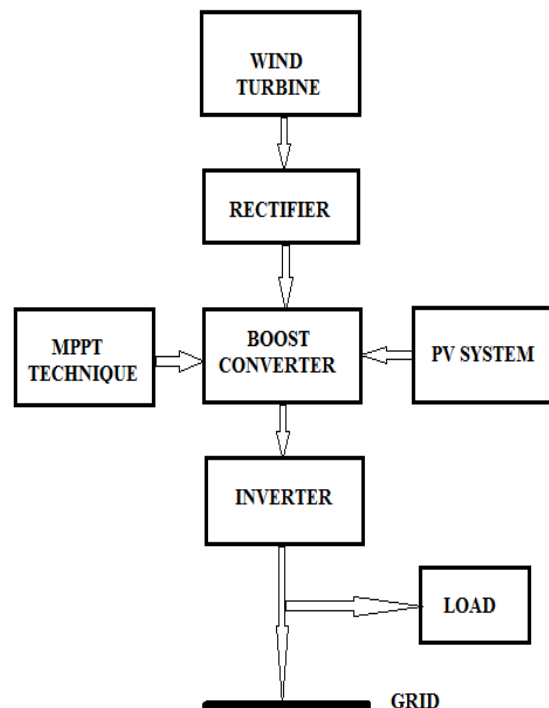 WIND
TURBINE
RECTIFIER
MPPT
TECHNIQUE
BOOST
CONVERTER
PV SYSTEM
INVERTER
LOAD
GRID